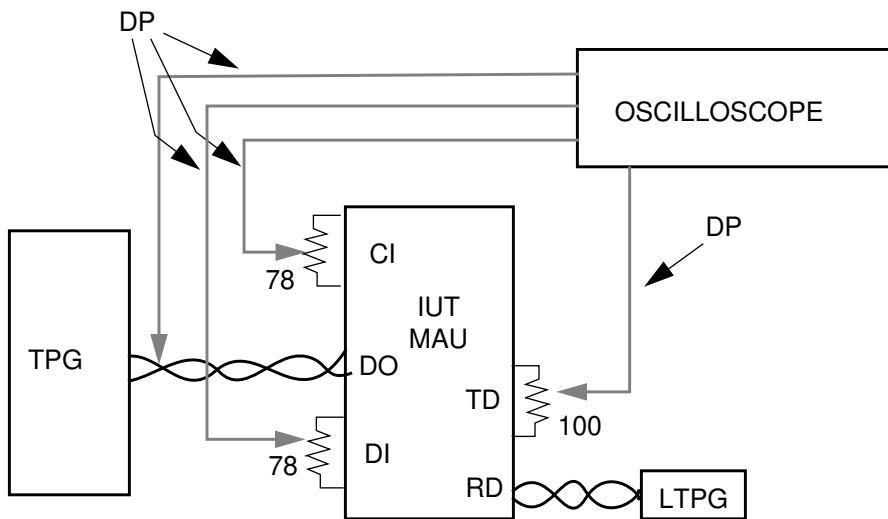 DP
OSCILLOSCOPE
DP
CI
78
IUT
MAU
TPG
DO
TD
100
DI
78
RD
LTPG